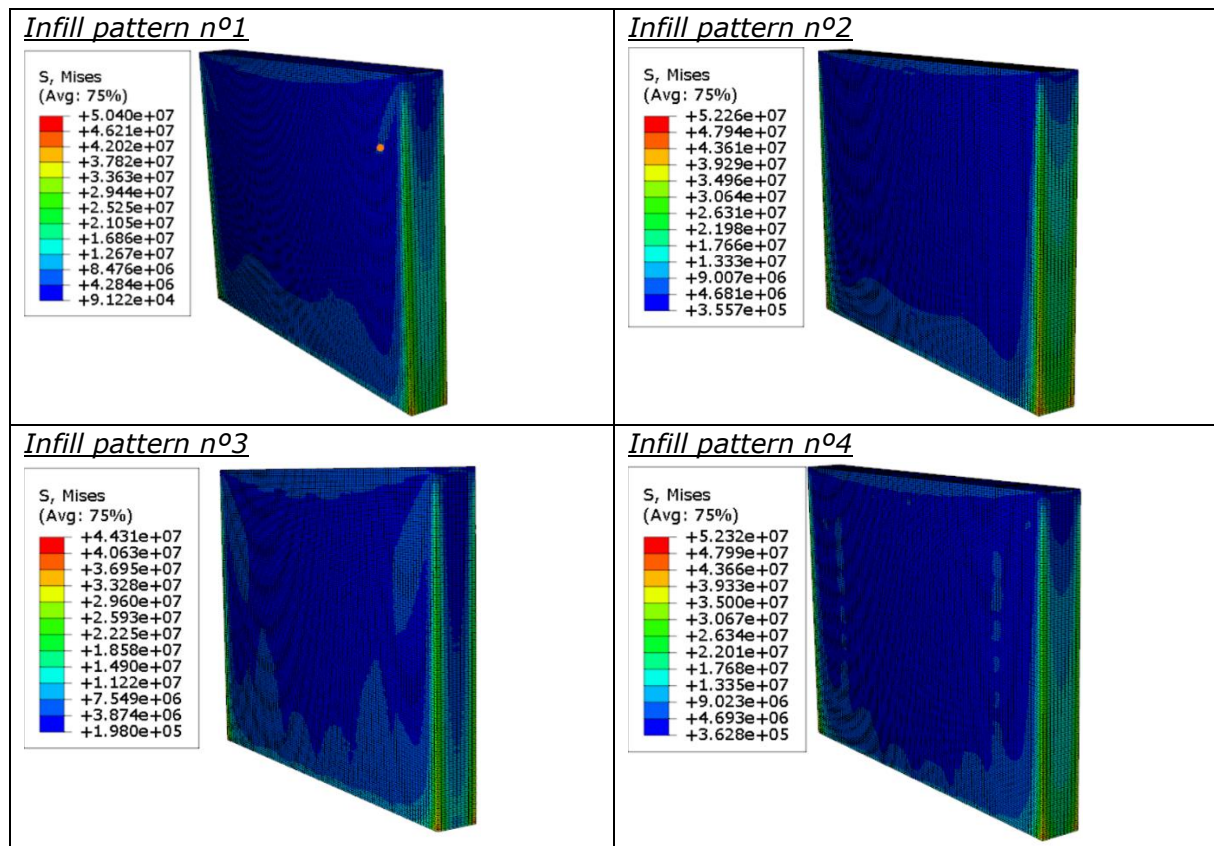 Infill pattern nº1
S, Mises
(Avg: 75%)
+5.040e+07
+4.621e+07
+4.202e+07
+3.782e+07
+3.363e+07
+2.944e+07
+2.525e+07
+2.105e+07
+1.686e+07
+1.267e+07
+8.476e+06
+4.284e+06
+9.122e+04
Infill pattern nº2
S, Mises
(Avg: 75%)
+5.226e+07
+4.794e+07
+4.361e+07
+3.929e+07
+3.496e+07
+3.064e+07
+2.631e+07
+2.198e+07
+1.766e+07
+1.333e+07
+9.007e+06
+4.681e+06
+3.557e+05
Infill pattern nº3
S, Mises
(Avg: 75%)
+4.431e+07
+4.063e+07
+3.695e+07
+3.328e+07
+2.960e+07
+2.593e+07
+2.225e+07
+1.858e+07
+1.490e+07
+1.122e+07
+7.549e+06
+3.874e+06
+1.980e+05
Infill pattern nº4
S, Mises
(Avg: 75%)
+5.232e+07
+4.799e+07
+4.366e+07
+3.933e+07
+3.500e+07
+3.067e+07
+2.634e+07
+2.201e+07
+1.768e+07
+1.335e+07
+9.023e+06
+4.693e+06
+3.628e+05